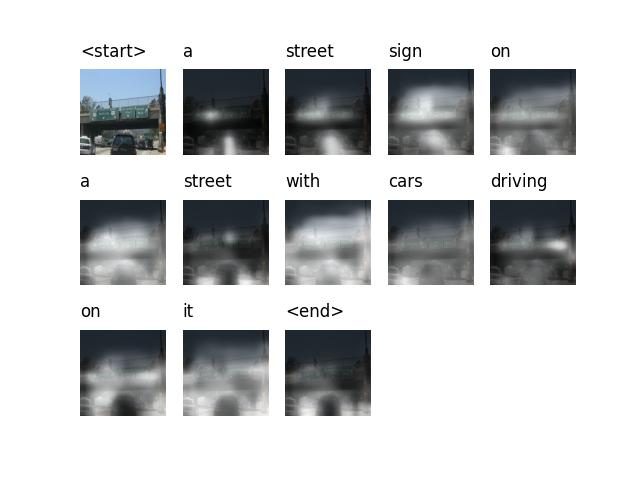 <start> a street sign on
a street with cars driving
on it <end>